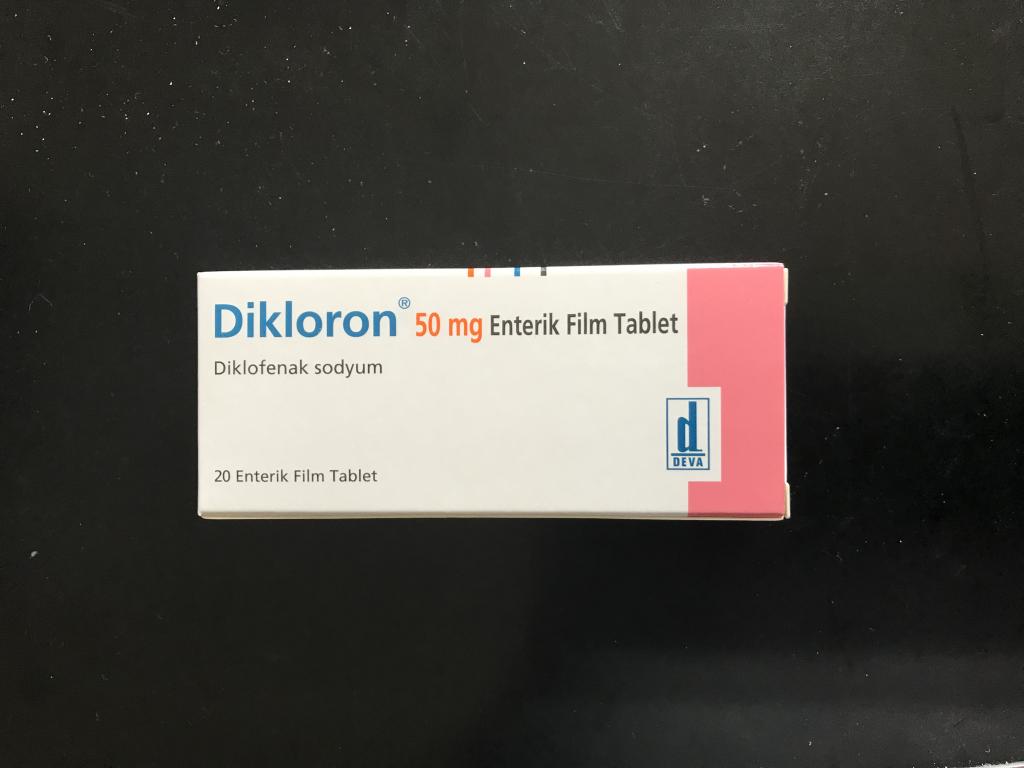 Dikloron® 50 mg Enterik Film Tablet
Diklofenak sodyum
20 Enterik Film Tablet
d
DEVA